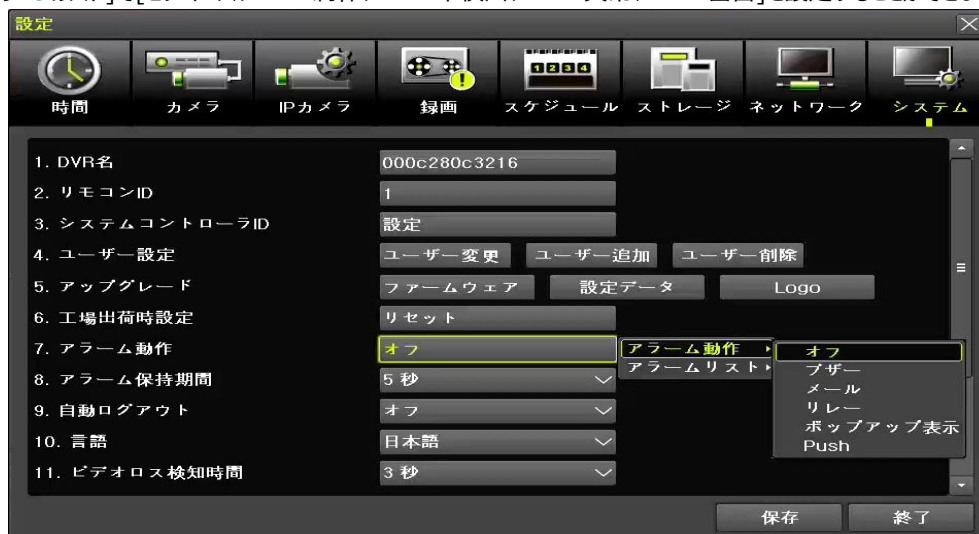 設定
時間 カメラ IPカメラ 録画 スケジュール ストレージ ネットワーク システム
1 2 3 4
1. DVR名 000c280c3216
2. リモコンID 1
3. システムコントローラID 設定
4. ユーザー設定 ユーザー変更 ユーザー追加 ユーザー削除
5. アップグレード ファームウェア 設定データ Logo
6. 工場出荷時設定 リセット
7. アラーム動作 オフ アラーム動作 オフ
アラームリスト ブザー
メール
リレー
ポップアップ表示
Push
8. アラーム保持期間 5 秒
9. 自動ログアウト オフ
10. 言語 日本語
11. ビデオロス検知時間 3 秒
保存 終了